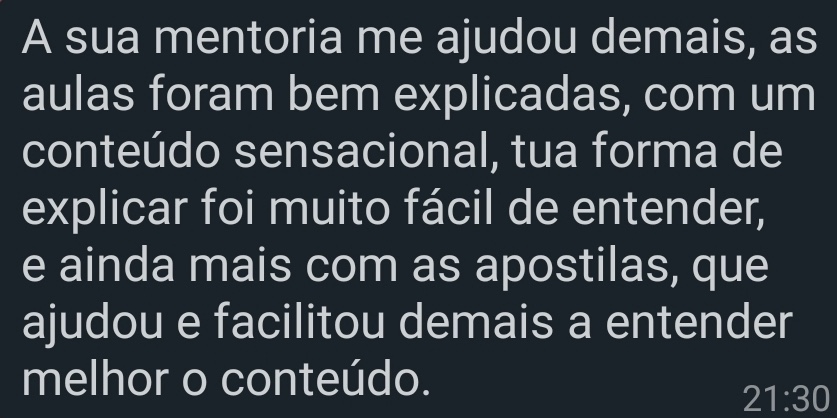 A sua mentoria me ajudou demais, as
aulas foram bem explicadas, com um
conteúdo sensacional, tua forma de
explicar foi muito fácil de entender,
e ainda mais com as apostilas, que
ajudou e facilitou demais a entender
melhor o conteúdo.
21:30